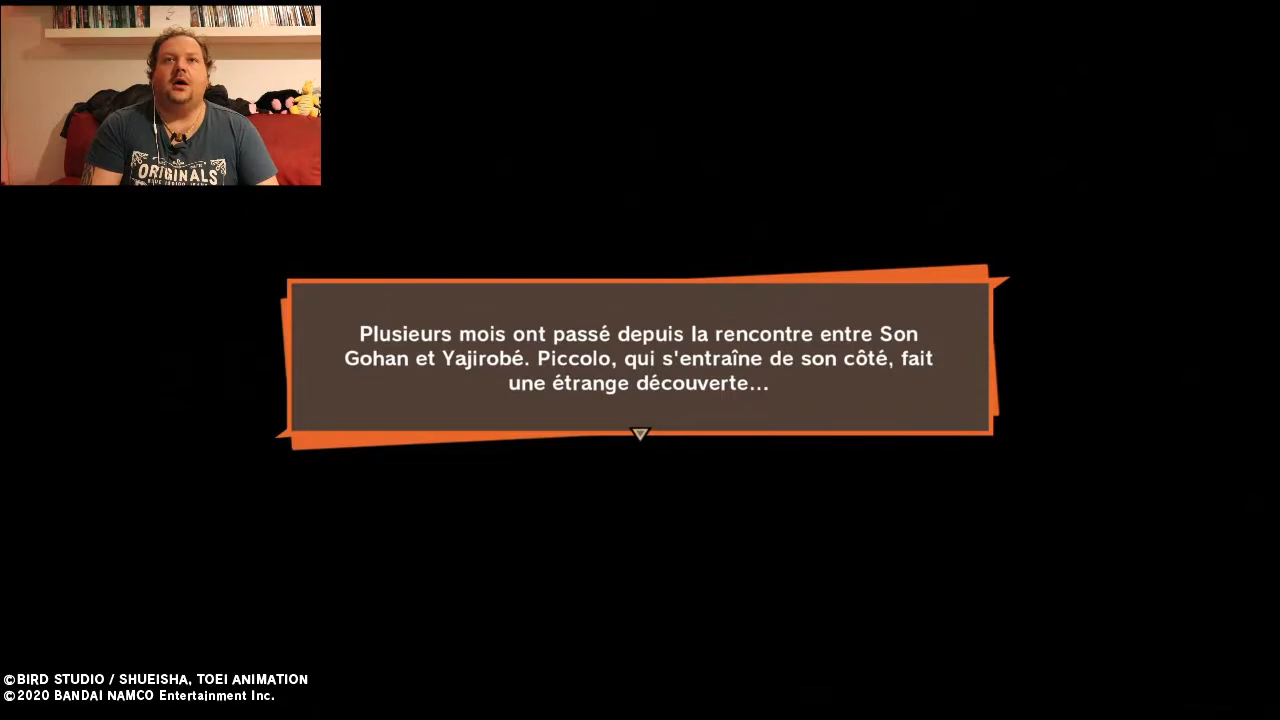 ORIGINALS
Plusieurs mois ont passé depuis la rencontre entre Son
Gohan et Yajirobé. Piccolo, qui s'entraîne de son côté, fait
une étrange découverte...
©BIRD STUDIO / SHUEISHA, TOEI ANIMATION
©2020 BANDAI NAMCO Entertainment Inc.